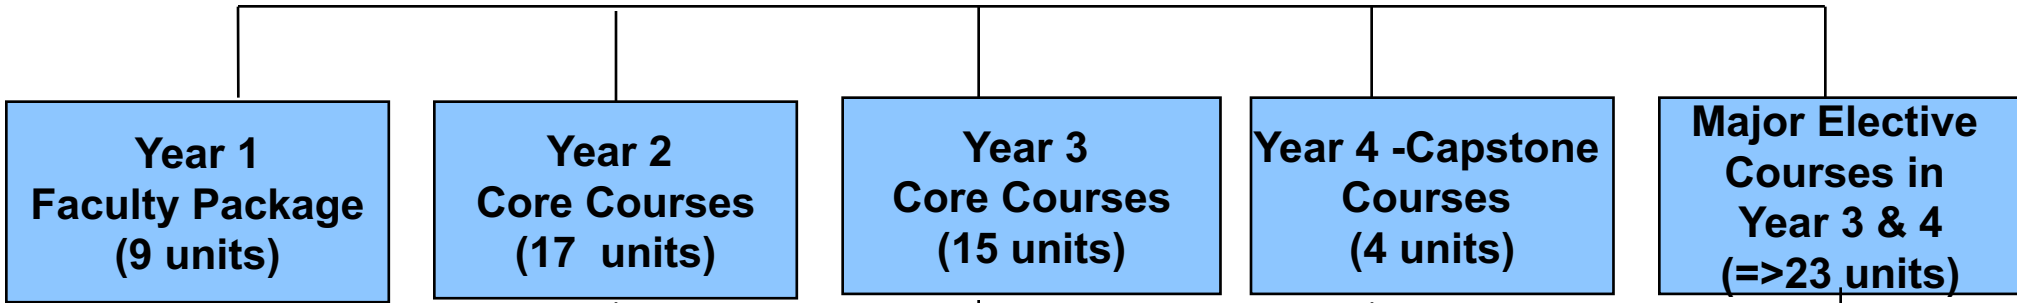 Year 1
Faculty Package
(9 units)
Year 2
Core Courses
(17  units)
Year 3
Core Courses
(15 units)
Year 4 -Capstone
Courses
(4 units)
Major Elective
Courses in
Year 3 & 4
(=>23 units)